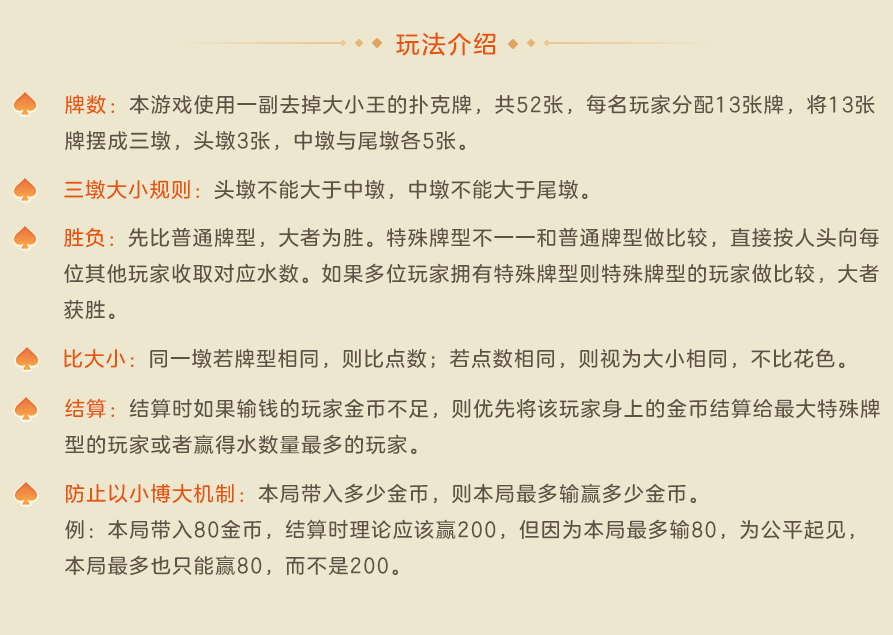 玩法介绍
牌数：本游戏使用一副去掉大小王的扑克牌，共52张，每名玩家分配13张牌，将13张
牌摆成三墩，头墩3张，中墩与尾墩各5张。
三墩大小规则：头墩不能大于中墩，中墩不能大于尾墩。
胜负：先比普通牌型，大者为胜。特殊牌型不一一和普通牌型做比较，直接按人头向每
位其他玩家收取对应水数。如果多位玩家拥有特殊牌型则特殊牌型的玩家做比较，大者
获胜。
比大小：同一墩若牌型相同，则比点数；若点数相同，则视为大小相同，不比花色。
结算：结算时如果输钱的玩家金币不足，则优先将该玩家身上的金币结算给最大特殊牌
型的玩家或者赢得水数量最多的玩家。
防止以小博大机制：本局带入多少金币，则本局最多输赢多少金币。
例：本局带入80金币，结算时理论应该赢200，但因为本局最多输80，为公平起见，
本局最多也只能赢80，而不是200。